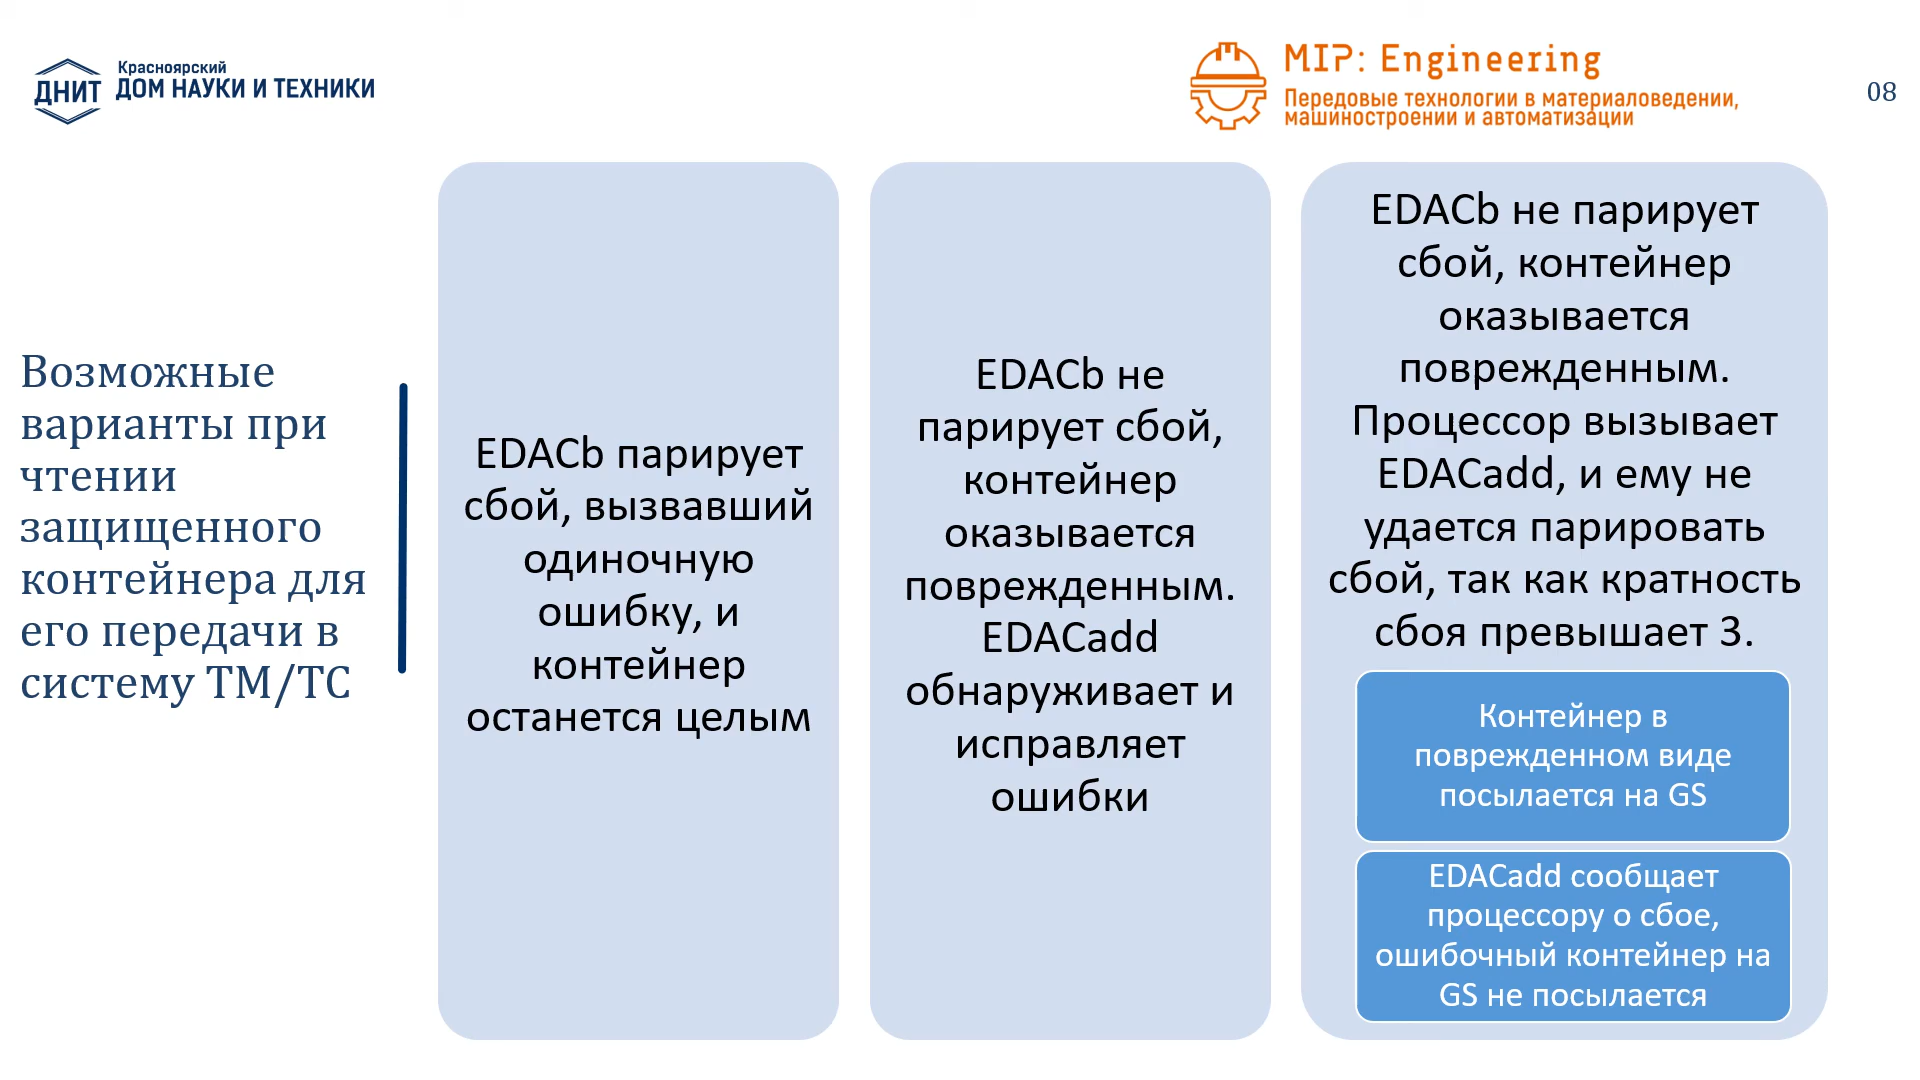 ДНИТ
Красноярский
ДОМ НАУКИ И ТЕХНИКИ
MIP: Engineering
Передовые технологии в материаловедении,
машиностроении и автоматизации
08
Возможные
варианты при
чтении
защищенного
контейнера для
его передачи в
систему ТМ/ТС
EDACb парирует
сбой, вызвавший
одиночную
ошибку, и
контейнер
останется целым
EDACb не
парирует сбой,
контейнер
оказывается
поврежденным.
EDACadd
обнаруживает и
исправляет
ошибки
EDACb не парирует
сбой, контейнер
оказывается
поврежденным.
Процессор вызывает
EDACadd, и ему не
удается парировать
сбой, так как кратность
сбоя превышает 3.
Контейнер в
поврежденном виде
посылается на GS
EDACadd сообщает
процессору о сбое,
ошибочный контейнер на
GS не посылается